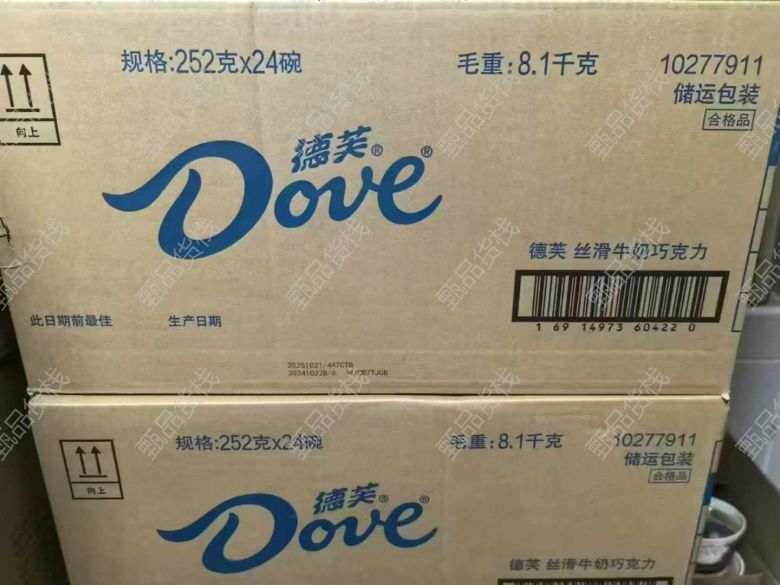 规格:252克x24碗
毛重:8.1千克
10277911
储运包装
合格品
向上
德芙®
Dove®
德芙 丝滑牛奶巧克力
1 69 14973 60422 0
此日期前最佳
生产日期
20251021/447CTB
20241022B/6
规格:252克x24碗
毛重:8.1千克
10277911
储运包装
合格品
向上
德芙®
Dove®
德芙 丝滑牛奶巧克力
甄品货栈